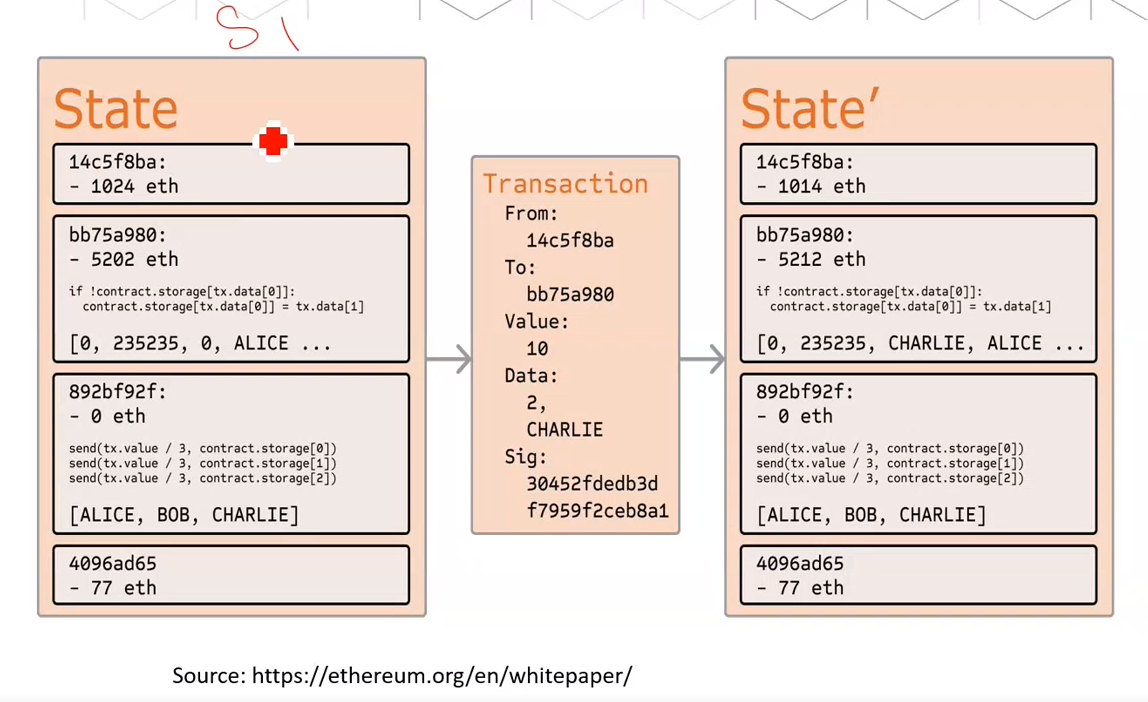 S1
State
14c5f8ba:
- 1024 eth
bb75a980:
- 5202 eth
if !contract.storage[tx.data[0]]:
contract.storage[tx.data[0]] = tx.data[1]
[0, 235235, 0, ALICE ...
892bf92f:
- 0 eth
send(tx.value / 3, contract.storage[0])
send(tx.value / 3, contract.storage[1])
send(tx.value / 3, contract.storage[2])
[ALICE, BOB, CHARLIE]
4096ad65
- 77 eth
Transaction
From:
14c5f8ba
To:
bb75a980
Value:
10
Data:
2,
CHARLIE
Sig:
30452fdedb3d
f7959f2ceb8a1
State′
14c5f8ba:
- 1014 eth
bb75a980:
- 5212 eth
if !contract.storage[tx.data[0]]:
contract.storage[tx.data[0]] = tx.data[1]
[0, 235235, CHARLIE, ALICE ...
892bf92f:
- 0 eth
send(tx.value / 3, contract.storage[0])
send(tx.value / 3, contract.storage[1])
send(tx.value / 3, contract.storage[2])
[ALICE, BOB, CHARLIE]
4096ad65
- 77 eth
Source: https://ethereum.org/en/whitepaper/